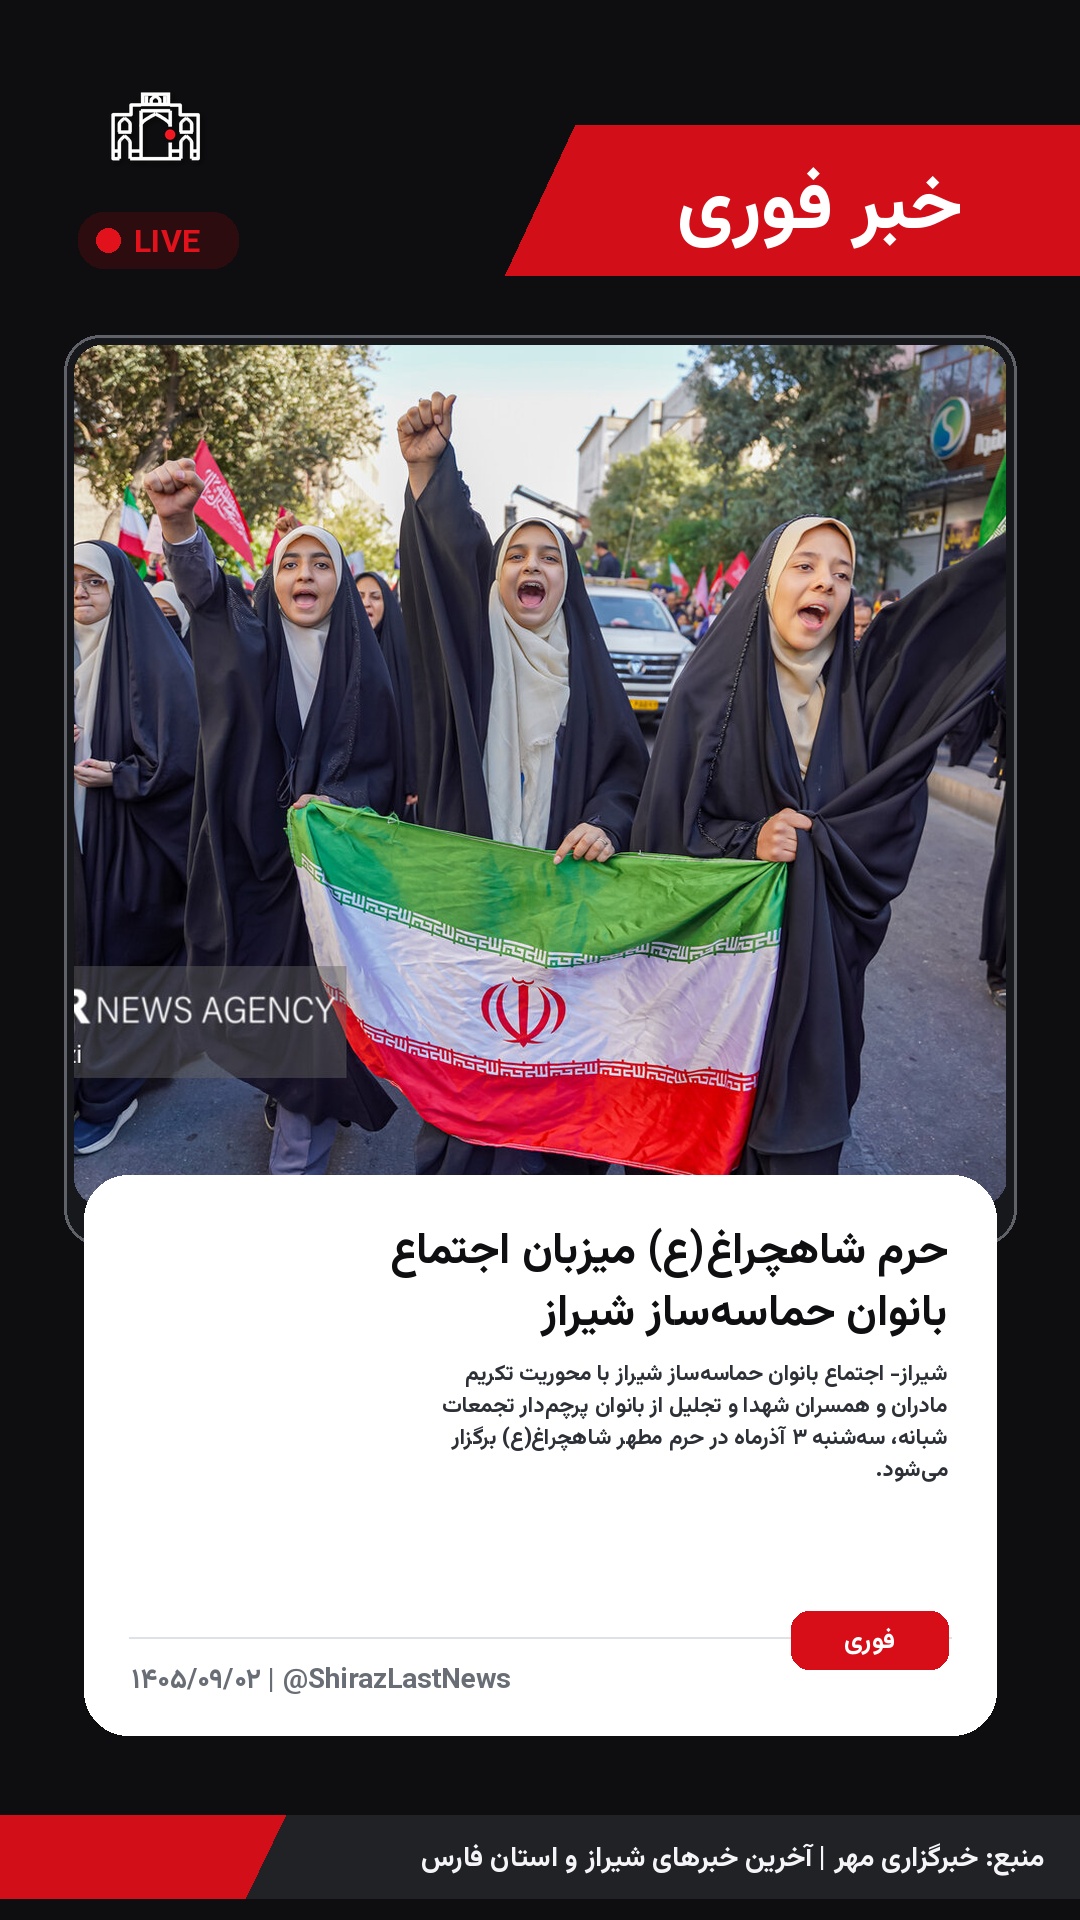 خبر فوری
LIVE
R NEWS AGENCY
حرم شاهچراغ(ع) میزبان اجتماع
بانوان حماسه‌ساز شیراز
شیراز- اجتماع بانوان حماسه‌ساز شیراز با محوریت تکریم
مادران و همسران شهدا و تجلیل از بانوان پرچم‌دار تجمعات
شبانه، سه‌شنبه ۳ آذرماه در حرم مطهر شاهچراغ(ع) برگزار
می‌شود.
فوری
۱۴۰۵/۰۹/۰۲ | @ShirazLastNews
منبع: خبرگزاری مهر | آخرین خبرهای شیراز و استان فارس